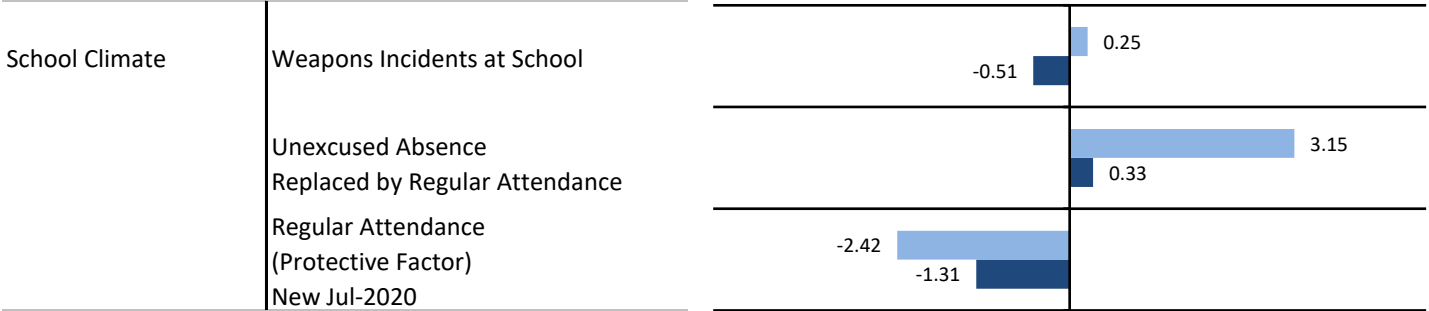 School Climate
Weapons Incidents at School
0.25
-0.51
Unexcused Absence
Replaced by Regular Attendance
3.15
0.33
Regular Attendance
(Protective Factor)
New Jul-2020
-2.42
-1.31